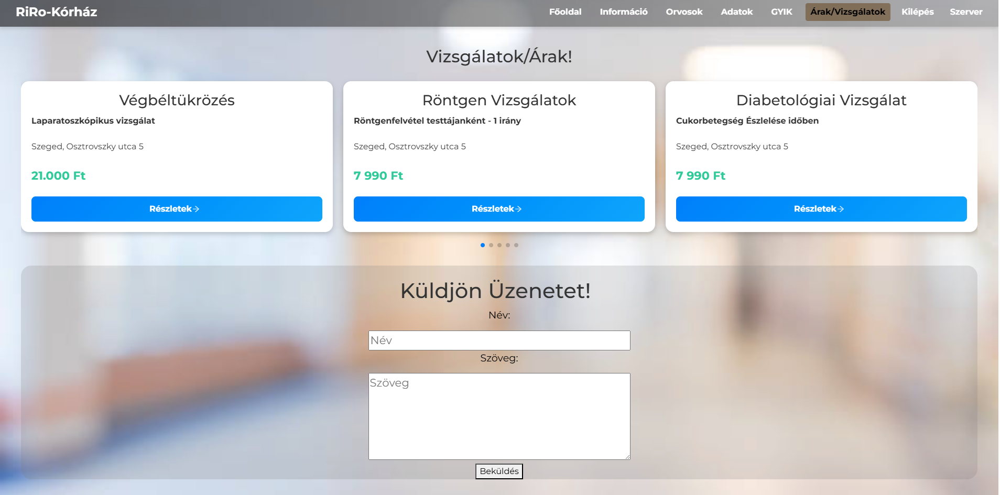 RiRo-Kórház
Főoldal Információ Orvosok Adatok GYIK Árak/Vizsgálatok Kilépés Szerver
Vizsgálatok/Árak!
Végbéltükrözés
Laparatoszkópikus vizsgálat
Szeged, Osztrovszky utca 5
21.000 Ft
Részletek
Röntgen Vizsgálatok
Röntgenfelvétel testtájanként - 1 irány
Szeged, Osztrovszky utca 5
7 990 Ft
Részletek
Diabetológiai Vizsgálat
Cukorbetegség Észlelése időben
Szeged, Osztrovszky utca 5
7 990 Ft
Részletek
Küldjön Üzenetet!
Név:
Név
Szöveg:
Szöveg
Beküldés